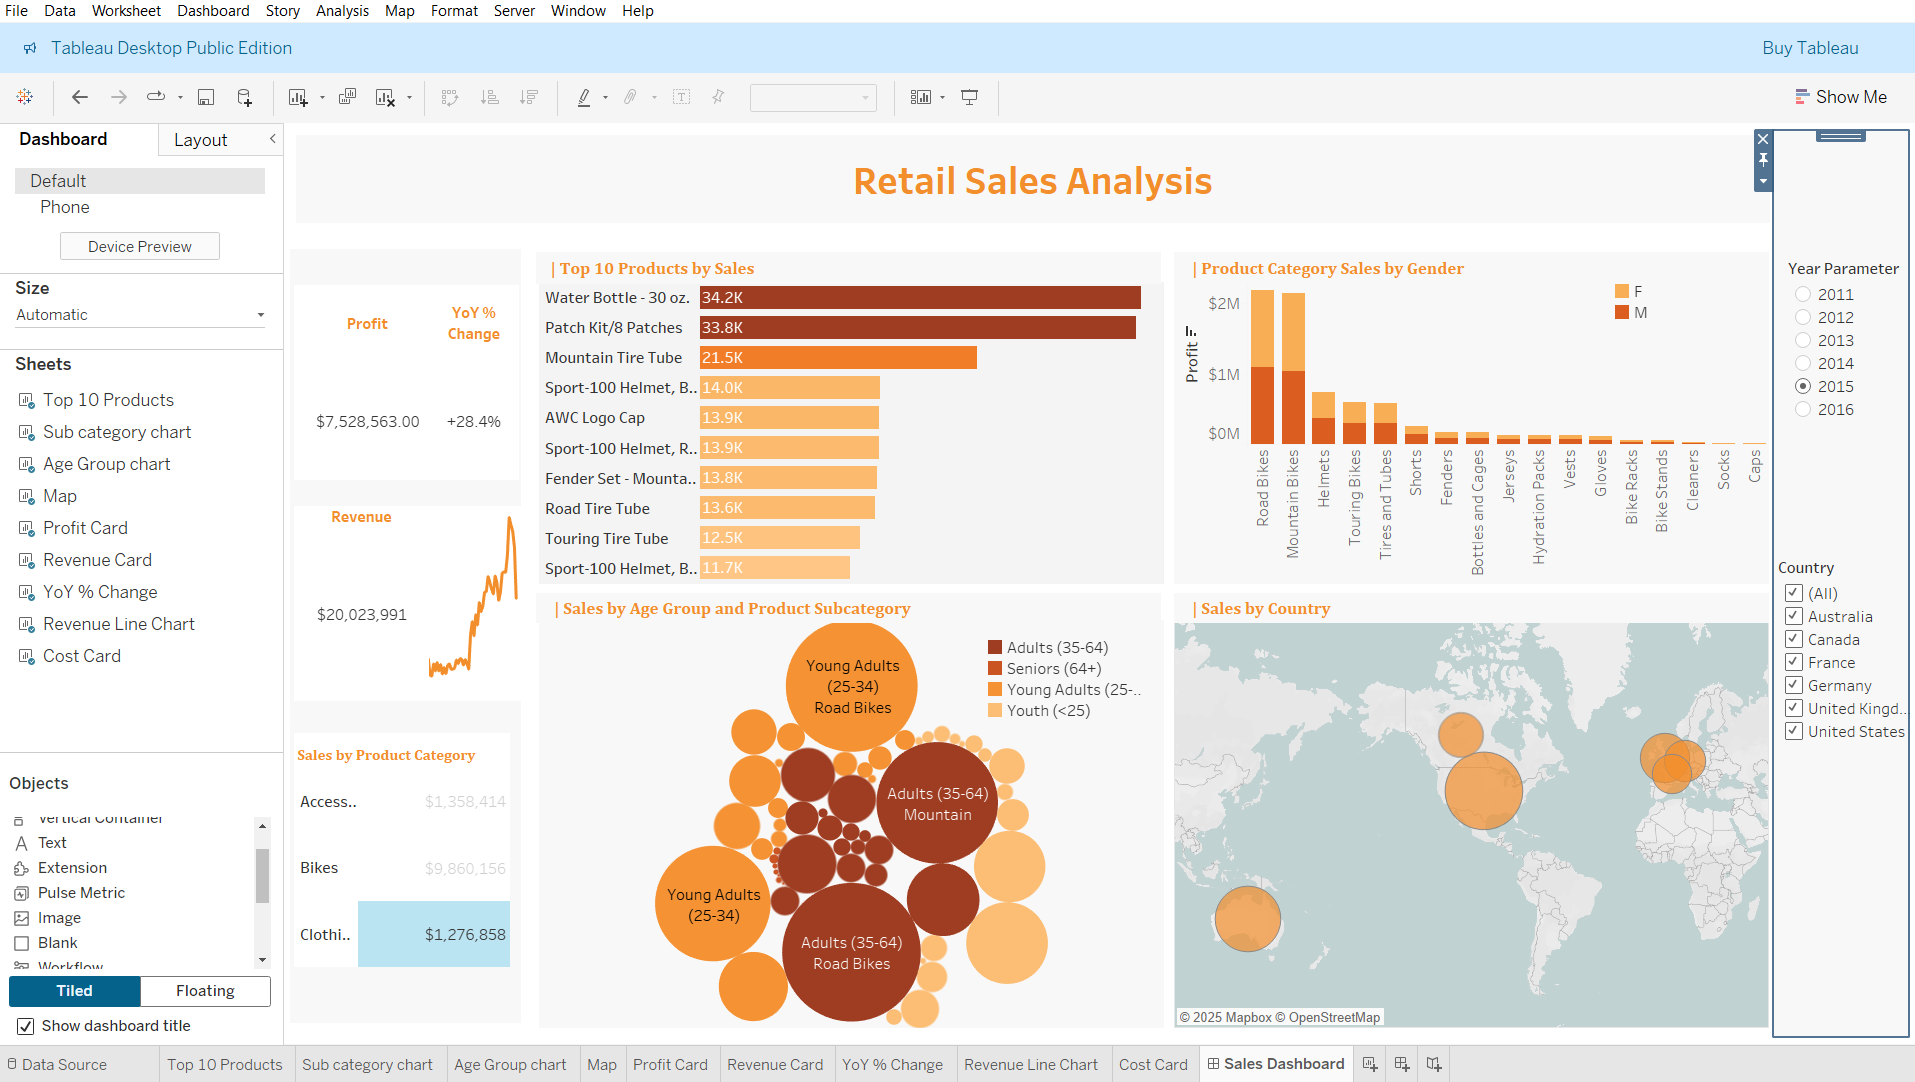 File Data Worksheet Dashboard Story Analysis Map Format Server Window Help
Tableau Desktop Public Edition
Buy Tableau
Show Me
Dashboard
Layout
Default
Phone
Device Preview
Size
Automatic
Sheets
Top 10 Products
Sub category chart
Age Group chart
Map
Profit Card
Revenue Card
YoY % Change
Revenue Line Chart
Cost Card
Objects
Vertical Container
Text
Extension
Pulse Metric
Image
Blank
Workflow
Tiled
Floating
Show dashboard title
Retail Sales Analysis
Profit
YoY %
Change
$7,528,563.00
+28.4%
Revenue
$20,023,991
Sales by Product Category
Access..
$1,358,414
Bikes
$9,860,156
Clothi..
$1,276,858
| Top 10 Products by Sales
Water Bottle - 30 oz. 34.2K
Patch Kit/8 Patches 33.8K
Mountain Tire Tube 21.5K
Sport-100 Helmet, B.. 14.0K
AWC Logo Cap 13.9K
Sport-100 Helmet, R.. 13.9K
Fender Set - Mounta.. 13.8K
Road Tire Tube 13.6K
Touring Tire Tube 12.5K
Sport-100 Helmet, B.. 11.7K
| Product Category Sales by Gender
F
M
Profit
$2M
$1M
$0M
Road Bikes
Mountain Bikes
Helmets
Touring Bikes
Tires and Tubes
Shorts
Fenders
Bottles and Cages
Jerseys
Hydration Packs
Vests
Gloves
Bike Racks
Bike Stands
Cleaners
Socks
Caps
| Sales by Age Group and Product Subcategory
Adults (35-64)
Seniors (64+)
Young Adults (25-..
Youth (<25)
Young Adults
(25-34)
Road Bikes
Adults (35-64)
Mountain
Young Adults
(25-34)
Adults (35-64)
Road Bikes
| Sales by Country
© 2025 Mapbox © OpenStreetMap
Year Parameter
2011
2012
2013
2014
2015
2016
Country
(All)
Australia
Canada
France
Germany
United Kingd..
United States
Data Source
Top 10 Products
Sub category chart
Age Group chart
Map
Profit Card
Revenue Card
YoY % Change
Revenue Line Chart
Cost Card
Sales Dashboard